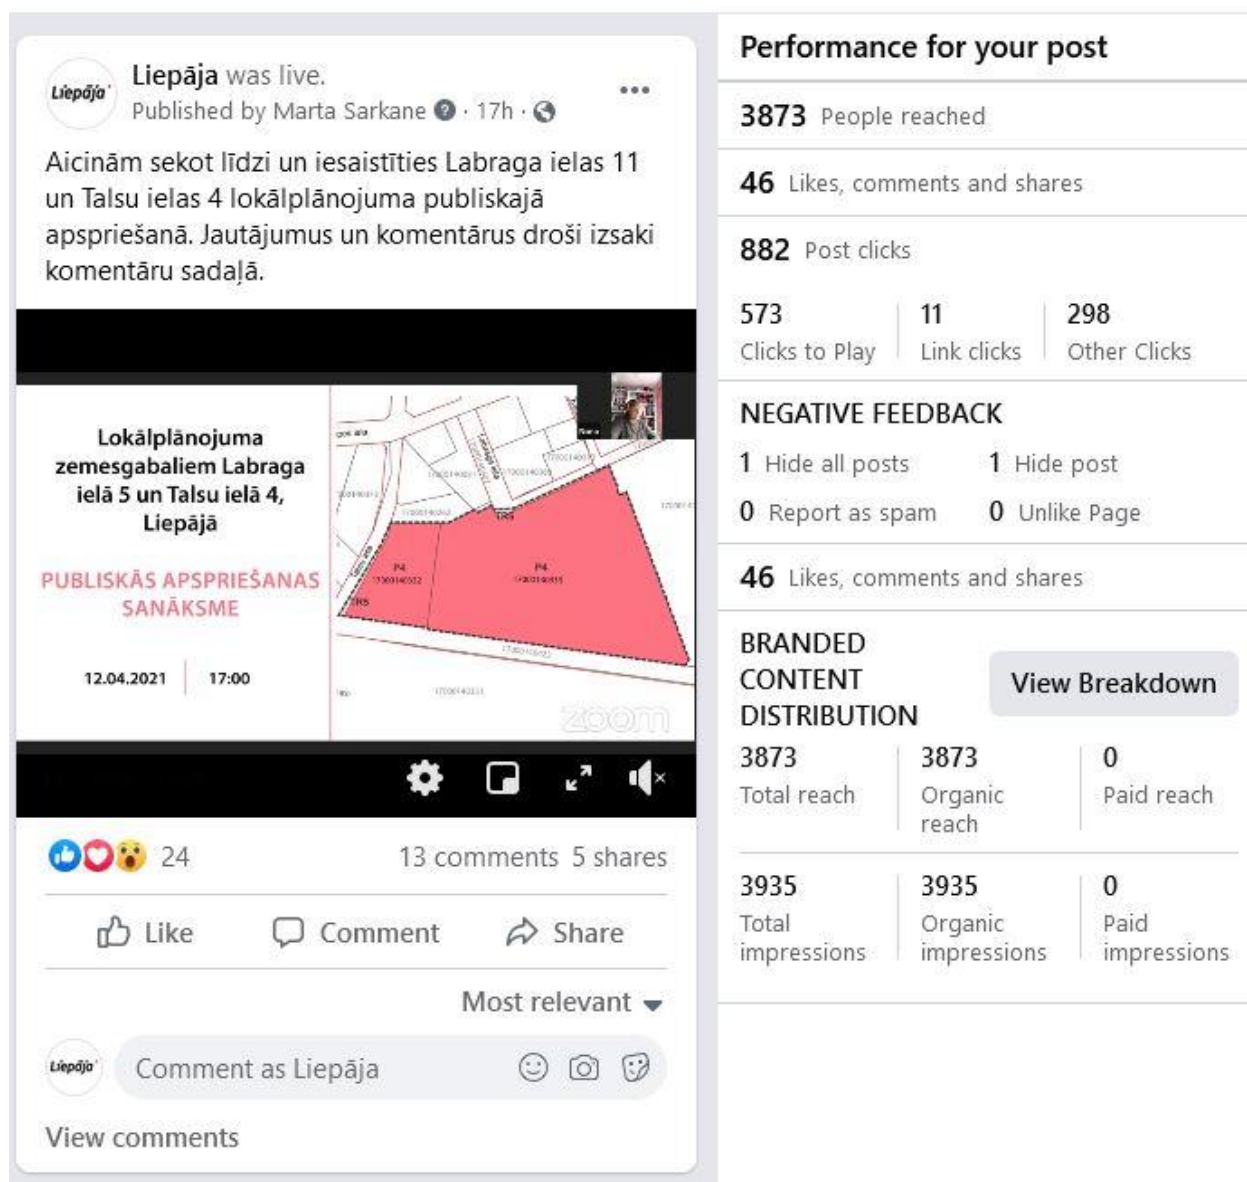 Liepāja
Liepāja was live.
Published by Marta Sarkane · 17h ·
Aicinām sekot līdzi un iesaistīties Labraga ielas 11
un Talsu ielas 4 lokālplānojuma publiskajā
apspriešanā. Jautājumus un komentārus droši izsaki
komentāru sadaļā.
Lokālplānojuma
zemesgabaliem Labraga
ielā 5 un Talsu ielā 4,
Liepājā
PUBLISKĀS APSPRIEŠANAS
SANĀKSME
12.04.2021
17:00
P4
P4
TR5
TR5
zoom
24
13 comments 5 shares
Like
Comment
Share
Most relevant
Liepāja
Comment as Liepāja
View comments
Performance for your post
3873 People reached
46 Likes, comments and shares
882 Post clicks
573
Clicks to Play
11
Link clicks
298
Other Clicks
NEGATIVE FEEDBACK
1 Hide all posts
1 Hide post
0 Report as spam
0 Unlike Page
46 Likes, comments and shares
BRANDED
CONTENT
DISTRIBUTION
View Breakdown
3873
Total reach
3873
Organic
reach
0
Paid reach
3935
Total
impressions
3935
Organic
impressions
0
Paid
impressions